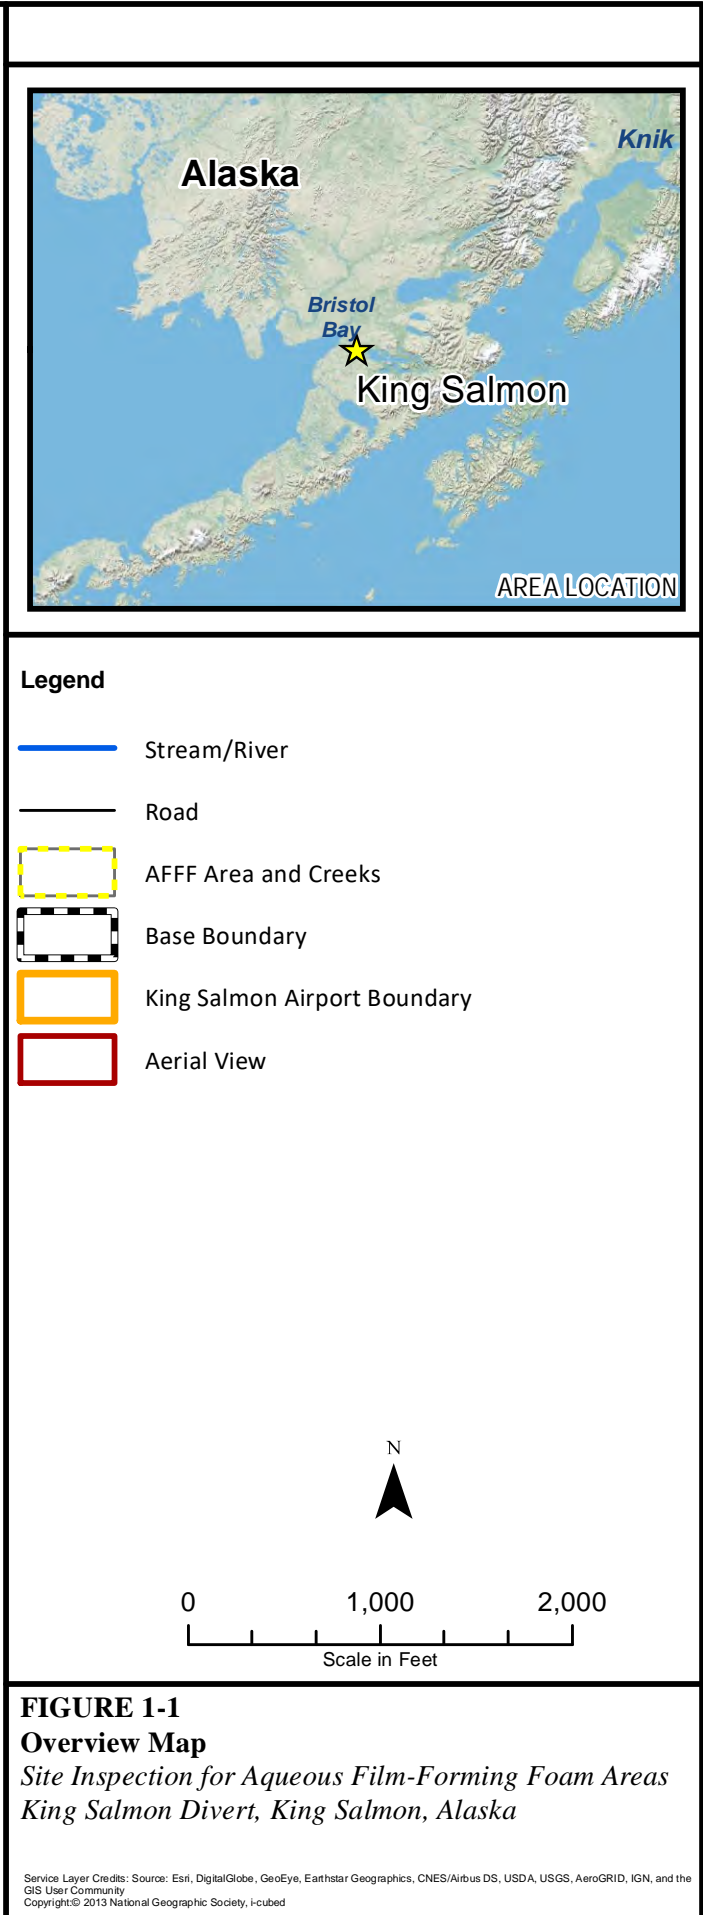 Knik
Alaska
Bristol
Bay
King Salmon
AREA LOCATION
Legend
Stream/River
Road
AFFF Area and Creeks
Base Boundary
King Salmon Airport Boundary
Aerial View
N
0 1,000 2,000
Scale in Feet
FIGURE 1-1
Overview Map
Site Inspection for Aqueous Film-Forming Foam Areas
King Salmon Divert, King Salmon, Alaska
Service Layer Credits: Source: Esri, DigitalGlobe, GeoEye, Earthstar Geographics, CNES/Airbus DS, USDA, USGS, AeroGRID, IGN, and the
GIS User Community
Copyright:© 2013 National Geographic Society, i-cubed